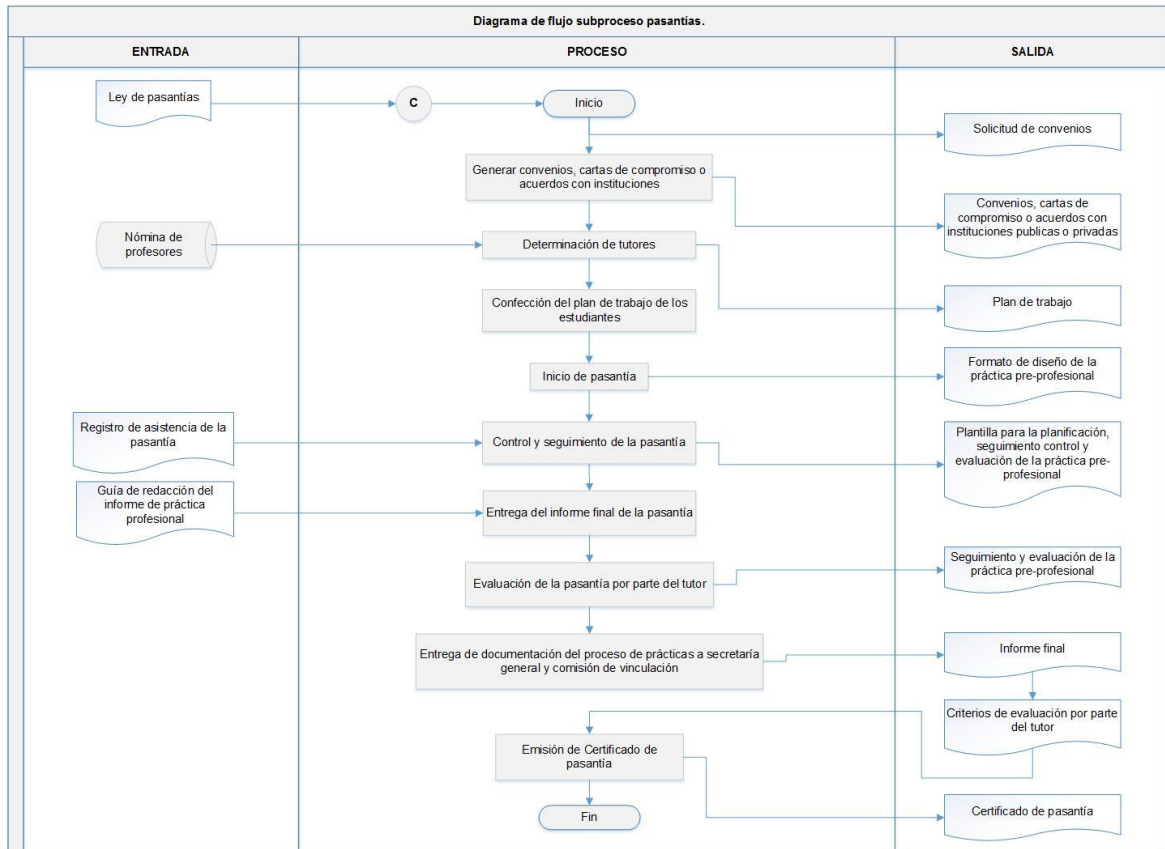 Diagrama de flujo subproceso pasantías.
ENTRADA
PROCESO
SALIDA
Ley de pasantías
C
Inicio
Solicitud de convenios
Generar convenios, cartas de compromiso o
acuerdos con instituciones
Convenios, cartas de
compromiso o acuerdos con
instituciones publicas o privadas
Nómina de
profesores
Determinación de tutores
Confección del plan de trabajo de los
estudiantes
Plan de trabajo
Inicio de pasantía
Formato de diseño de la
práctica pre-profesional
Registro de asistencia de la
pasantía
Control y seguimiento de la pasantía
Plantilla para la planificación,
seguimiento control y
evaluación de la práctica pre-
profesional
Guía de redacción del
informe de práctica
profesional
Entrega del informe final de la pasantía
Evaluación de la pasantía por parte del tutor
Seguimiento y evaluación de la
práctica pre-profesional
Entrega de documentación del proceso de prácticas a secretaría
general y comisión de vinculación
Informe final
Criterios de evaluación por parte
del tutor
Emisión de Certificado de
pasantía
Fin
Certificado de pasantía